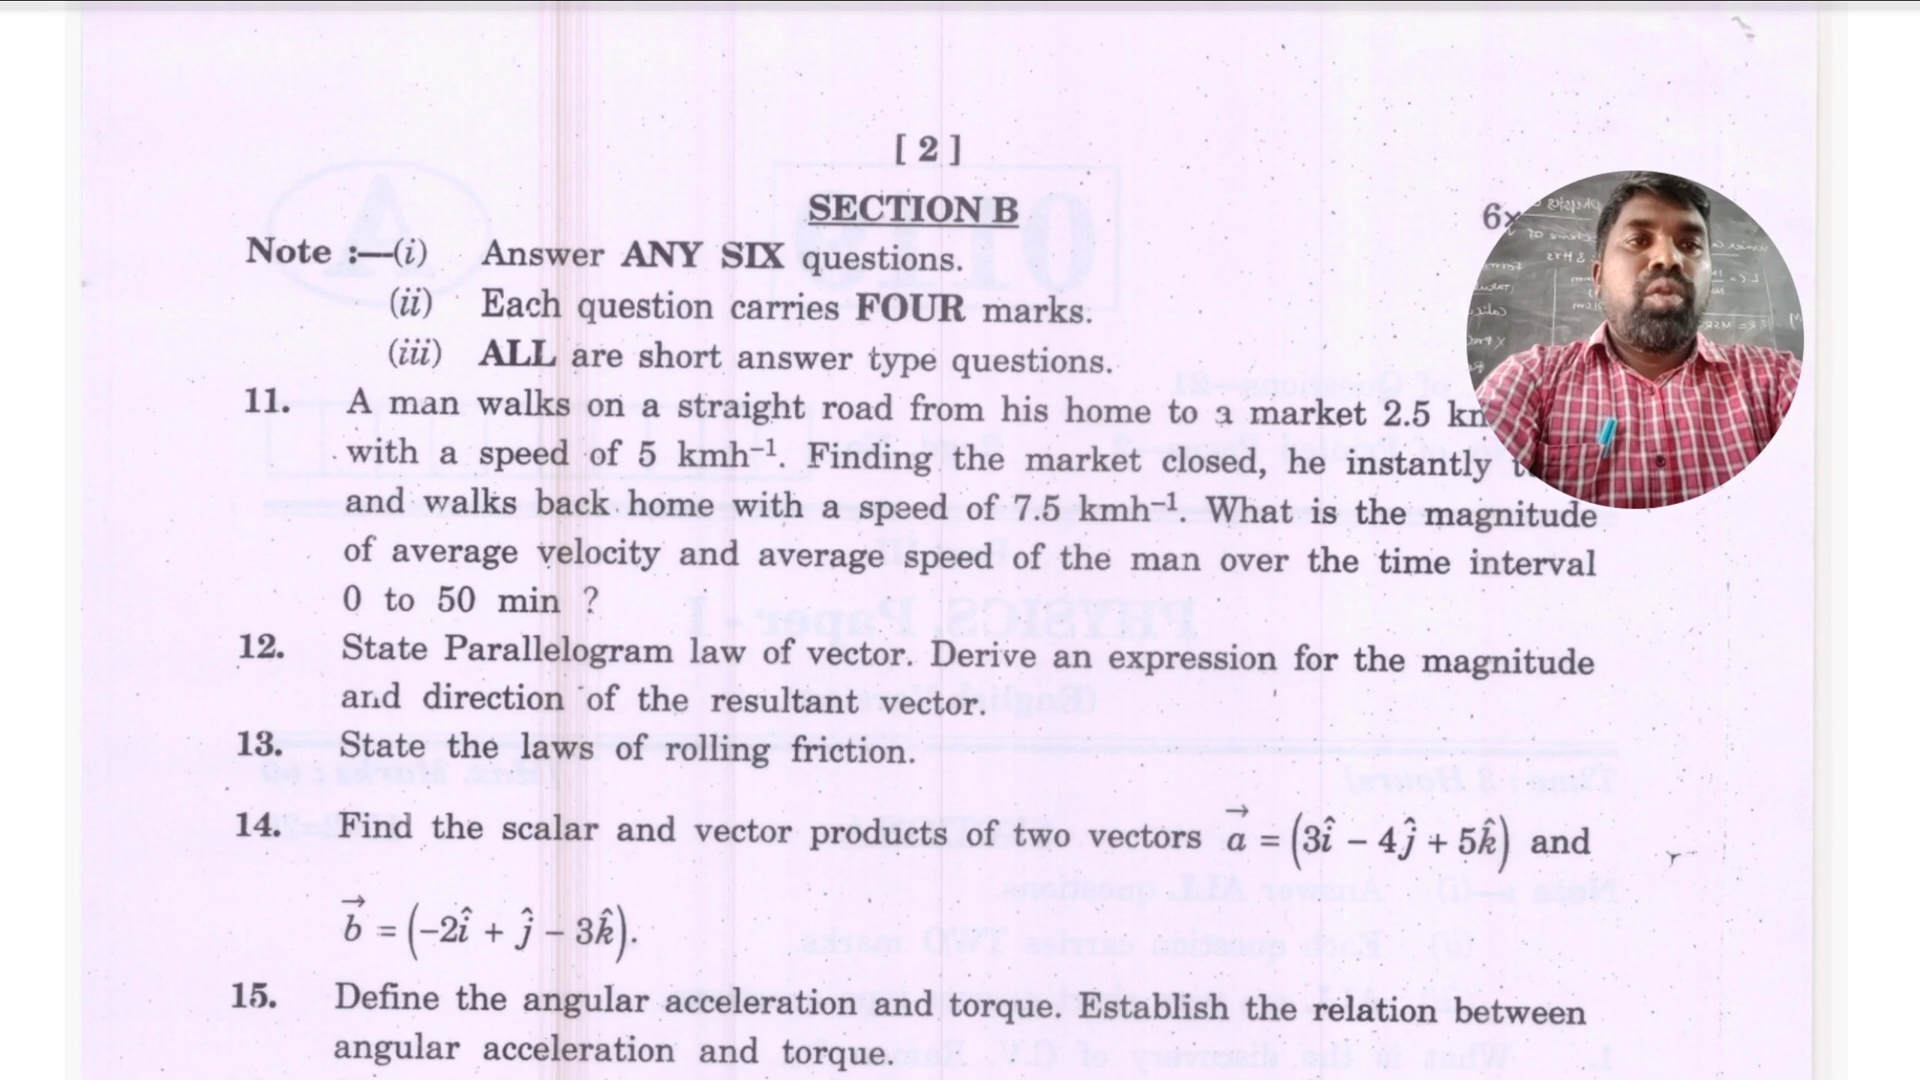 [ 2 ]
SECTION B
6×
Note :—(i) Answer ANY SIX questions.
(ii) Each question carries FOUR marks.
(iii) ALL are short answer type questions.
11. A man walks on a straight road from his home to a market 2.5
with a speed of 5 kmh⁻¹. Finding the market closed, he instantly
and walks back home with a speed of 7.5 kmh⁻¹. What is the magnitude
of average velocity and average speed of the man over the time interval
0 to 50 min ?
12. State Parallelogram law of vector. Derive an expression for the magnitude
and direction of the resultant vector.
13. State the laws of rolling friction.
14. Find the scalar and vector products of two vectors a⃗ = (3î − 4ĵ + 5k̂) and
b⃗ = (−2î + ĵ − 3k̂).
15. Define the angular acceleration and torque. Establish the relation between
angular acceleration and torque.